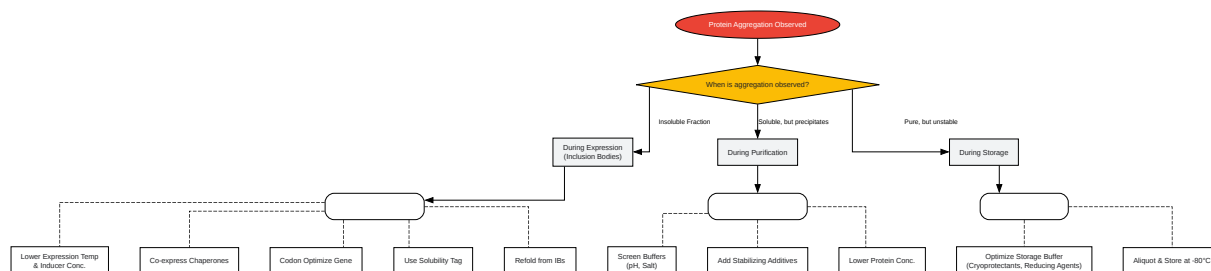 Protein Aggregation Observed
When is aggregation observed?
Insoluble Fraction
Soluble, but precipitates
Pure, but unstable
During Expression
(Inclusion Bodies)
During Purification
During Storage
Lower Expression Temp
& Inducer Conc.
Co-express Chaperones
Codon Optimize Gene
Use Solubility Tag
Refold from IBs
Screen Buffers
(pH, Salt)
Add Stabilizing Additives
Lower Protein Conc.
Optimize Storage Buffer
(Cryoprotectants, Reducing Agents)
Aliquot & Store at -80°C